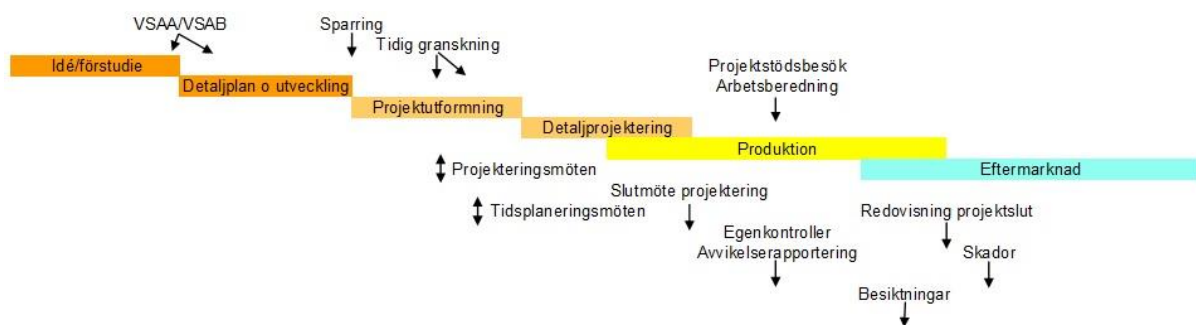 VSAA/VSAB
Sparring
Tidig granskning
Idé/förstudie
Projektstödsbesök
Arbetsberedning
Detaljplan o utveckling
Projektutformning
Detaljprojektering
Produktion
Projekteringsmöten
Eftermarknad
Slutmöte projektering
Tidsplaneringsmöten
Redovisning projektslut
Egenkontroller
Avvikelserapportering
Skador
Besiktningar